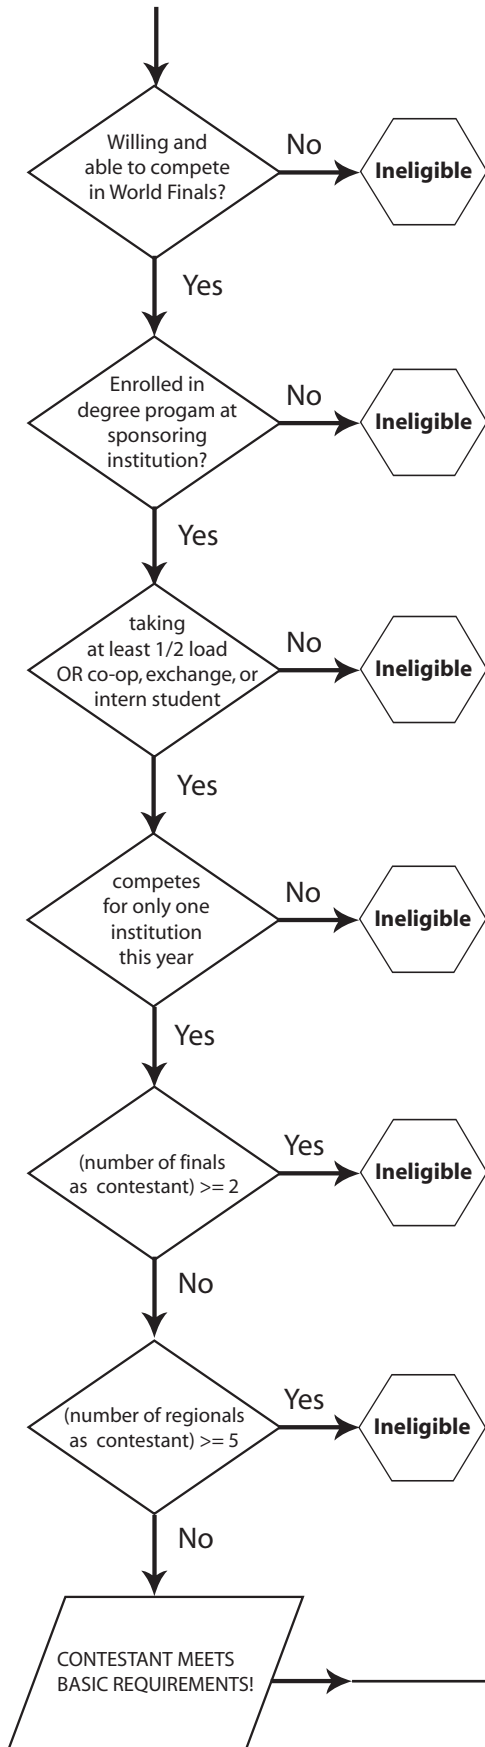 Willing and
able to compete
in World Finals?
No
Ineligible
Yes
Enrolled in
degree progam at
sponsoring
institution?
No
Ineligible
Yes
taking
at least 1/2 load
OR co-op, exchange, or
intern student
No
Ineligible
Yes
competes
for only one
institution
this year
No
Ineligible
Yes
(number of finals
as contestant) >= 2
Yes
Ineligible
No
(number of regionals
as contestant) >= 5
Yes
Ineligible
No
CONTESTANT MEETS
BASIC REQUIREMENTS!